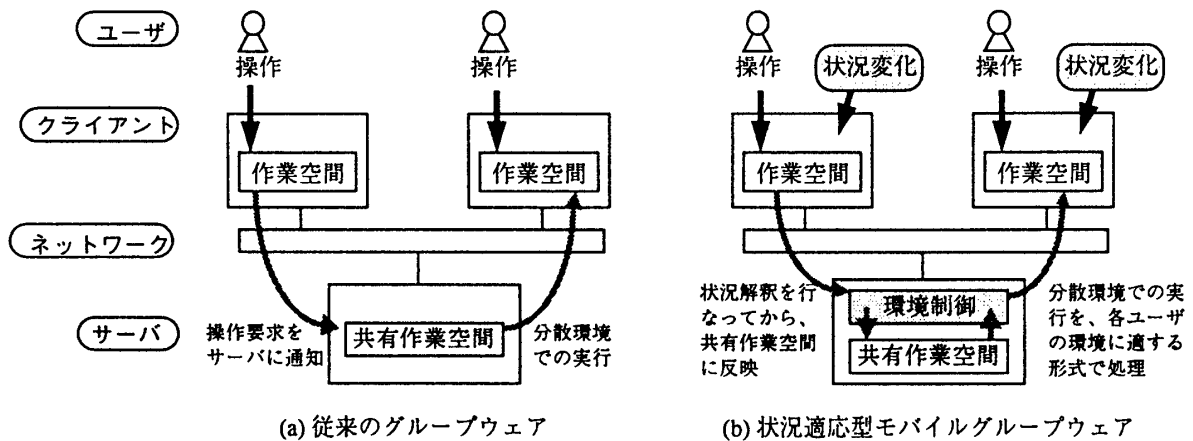 ユーザ
操作
操作
クライアント
作業空間
作業空間
ネットワーク
サーバ
操作要求を
サーバに通知
共有作業空間
分散環境
での実行
(a) 従来のグループウェア
操作
状況変化
操作
状況変化
作業空間
作業空間
状況解釈を行
なってから、
共有作業空間
に反映
環境制御
共有作業空間
分散環境での実
行を、各ユーザ
の環境に適する
形式で処理
(b) 状況適応型モバイルグループウェア